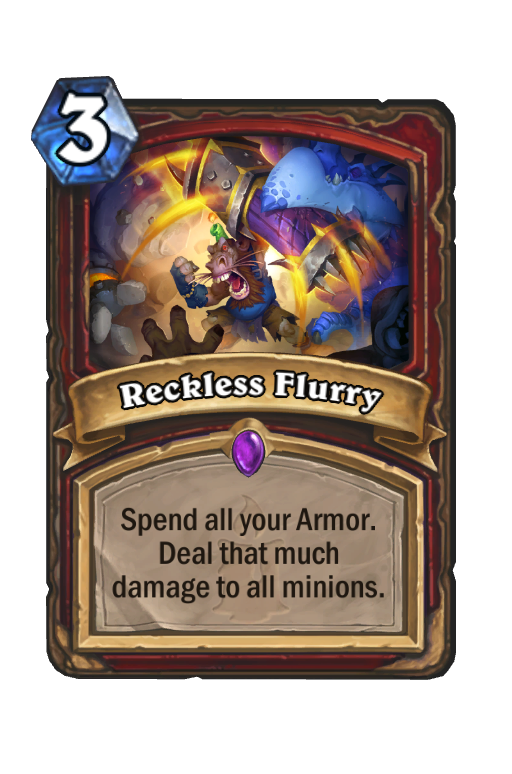 3
Reckless Flurry
Spend all your Armor.
Deal that much
damage to all minions.